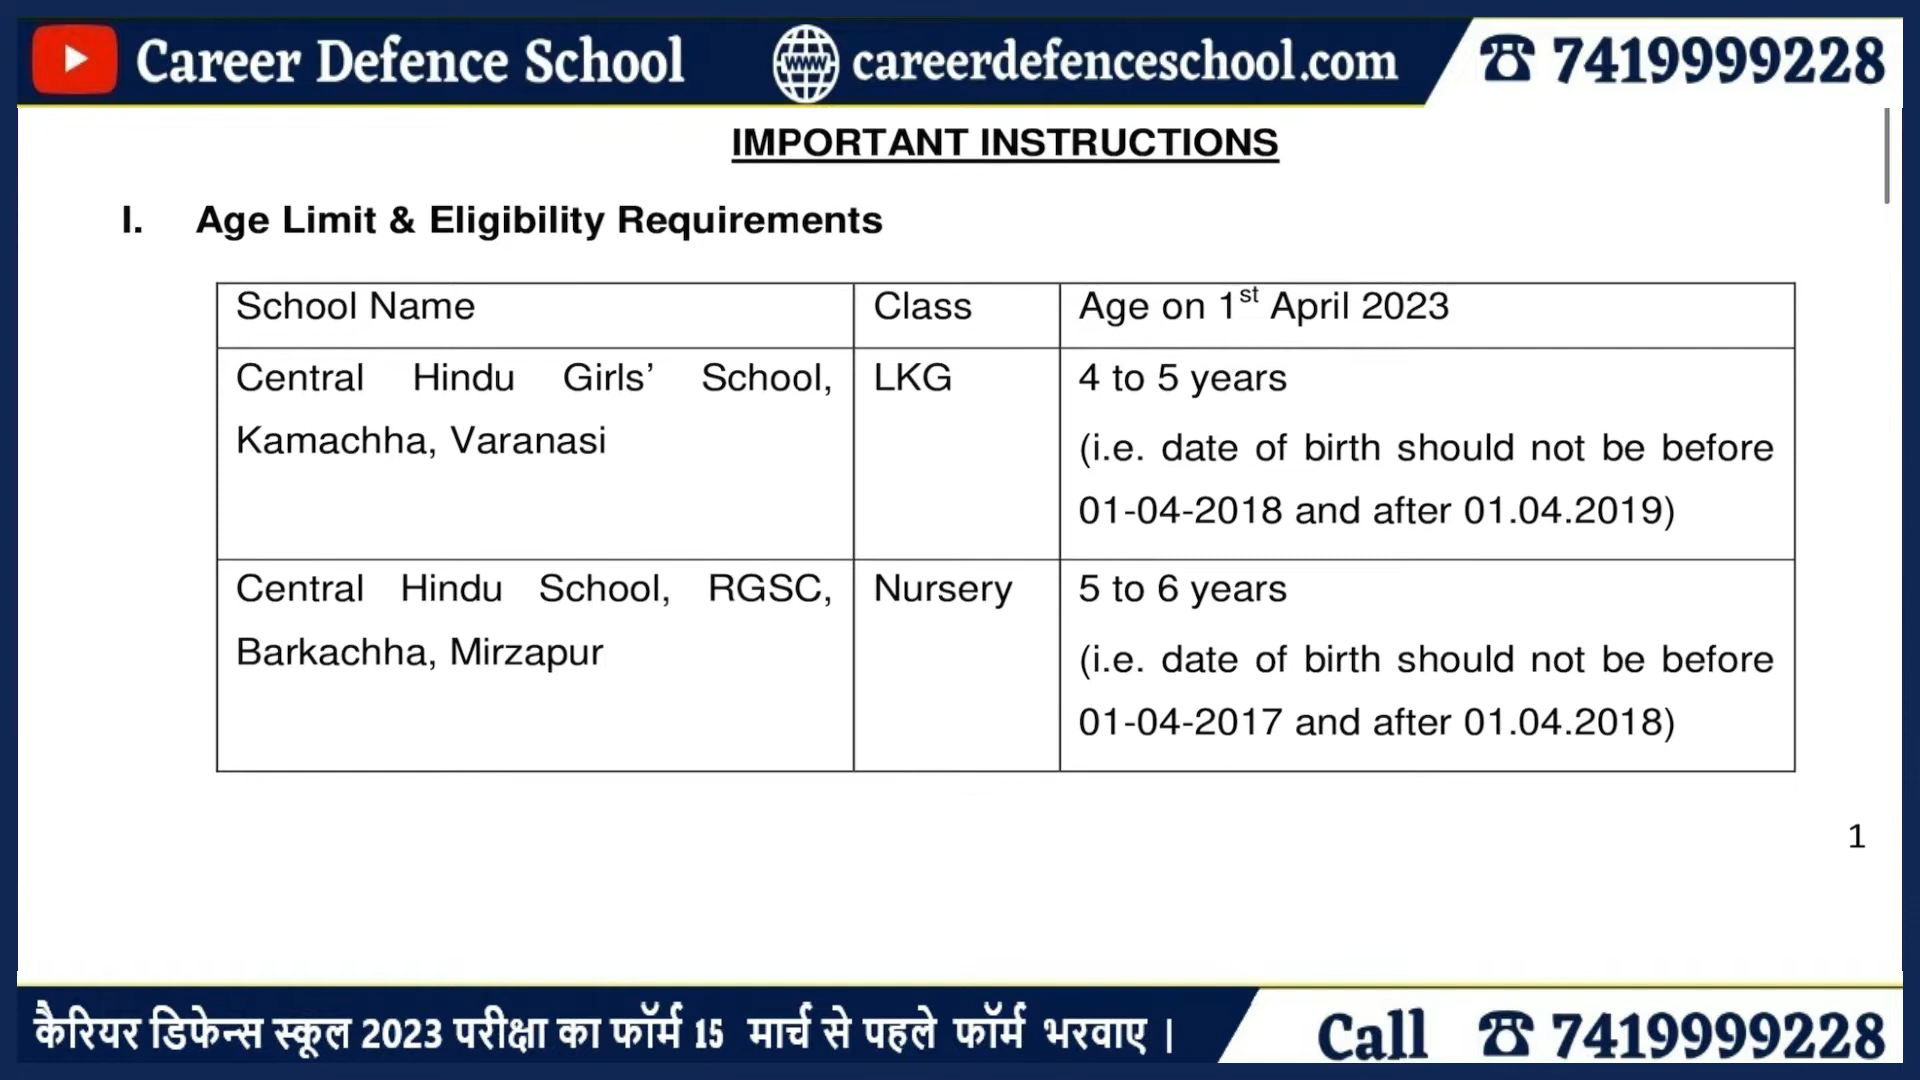 Career Defence School
www
careerdefenceschool.com
☎ 7419999228
IMPORTANT INSTRUCTIONS
I. Age Limit & Eligibility Requirements
School Name
Class
Age on 1st April 2023
Central Hindu Girls’ School,
Kamachha, Varanasi
LKG
4 to 5 years
(i.e. date of birth should not be before
01-04-2018 and after 01.04.2019)
Central Hindu School, RGSC,
Barkachha, Mirzapur
Nursery
5 to 6 years
(i.e. date of birth should not be before
01-04-2017 and after 01.04.2018)
1
कैरियर डिफेन्स स्कूल 2023 परीक्षा का फॉर्म 15 मार्च से पहले फॉर्म भरवाए |
Call ☎ 7419999228